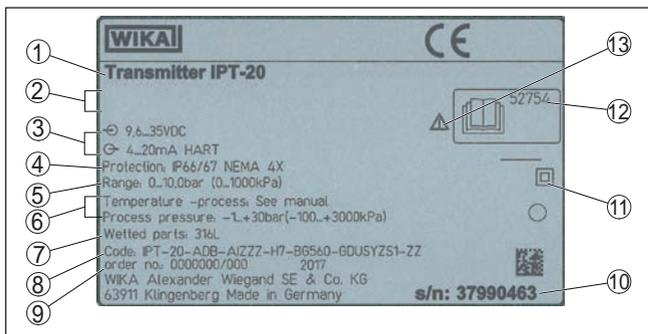 WIKA CE
Transmitter IPT-20
52754
9,6...35VDC
4...20mA HART
Protection: IP66/67 NEMA 4X
Range: 0...10,0bar (0...1000kPa)
Temperature -process: See manual
Process pressure: -1...+30bar(-100...+3000kPa)
Wetted parts: 316L
Code: IPT-20-ADB-AIZZZ-H7-BG560-GDUSYZS1-ZZ
order no.: 0000000/000 2017
WIKA Alexander Wiegand SE & Co. KG
63911 Klingenberg Made in Germany
s/n: 37990463
1
2
3
4
5
6
7
8
9
10
11
12
13